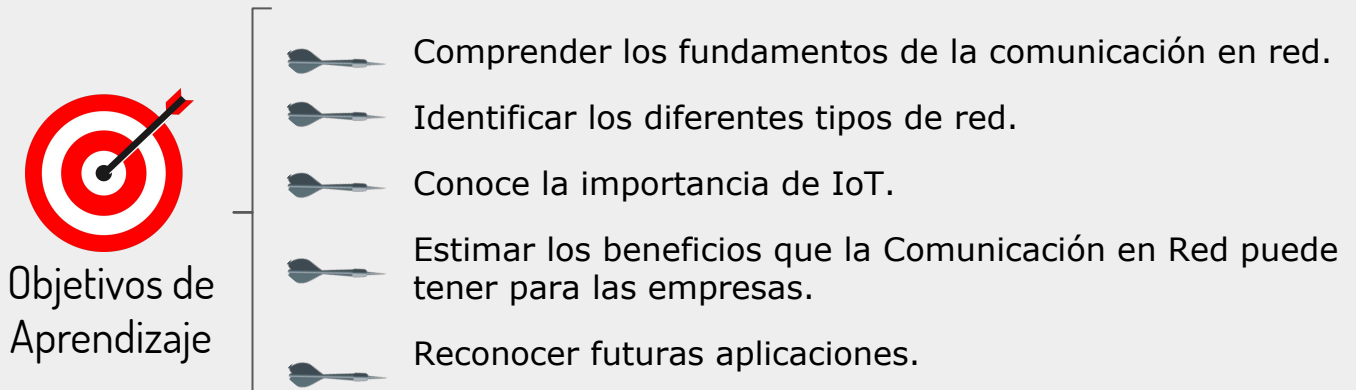 Objetivos de
Aprendizaje
Comprender los fundamentos de la comunicación en red.
Identificar los diferentes tipos de red.
Conoce la importancia de IoT.
Estimar los beneficios que la Comunicación en Red puede
tener para las empresas.
Reconocer futuras aplicaciones.